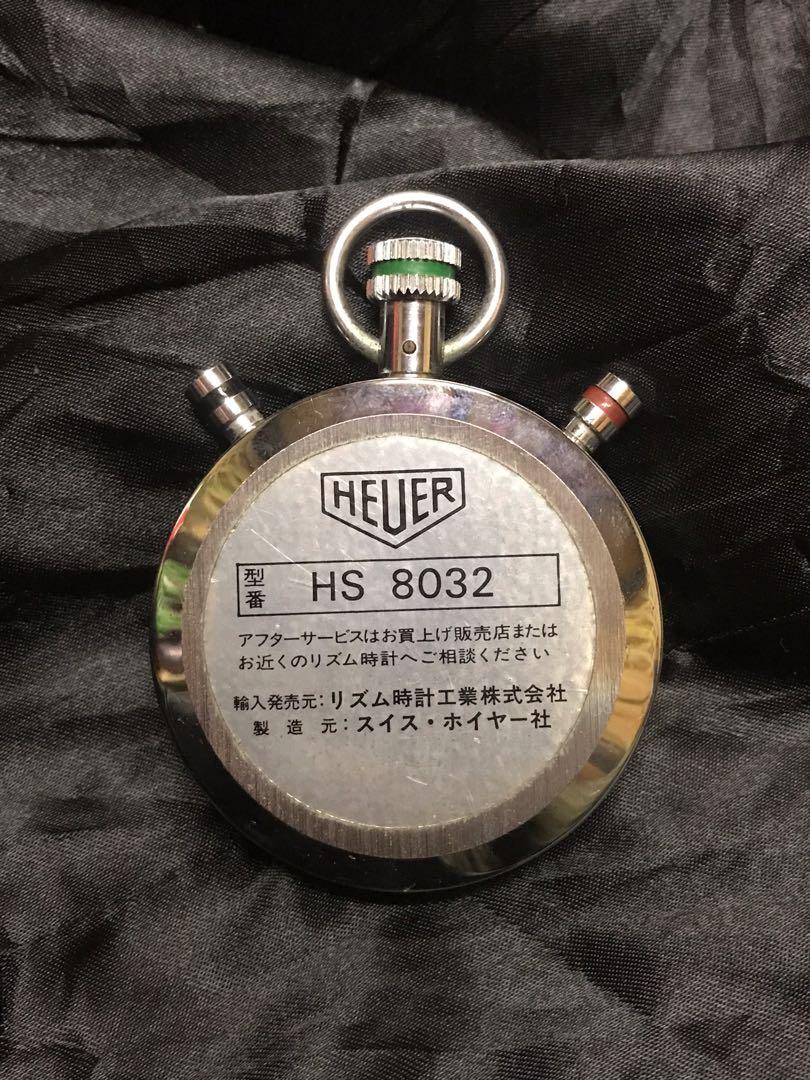 HEUER
型番 HS 8032
アフターサービスはお買上げ販売店または
お近くのリズム時計へご相談ください
輸入発売元：リズム時計工業株式会社
製造元：スイス・ホイヤー社